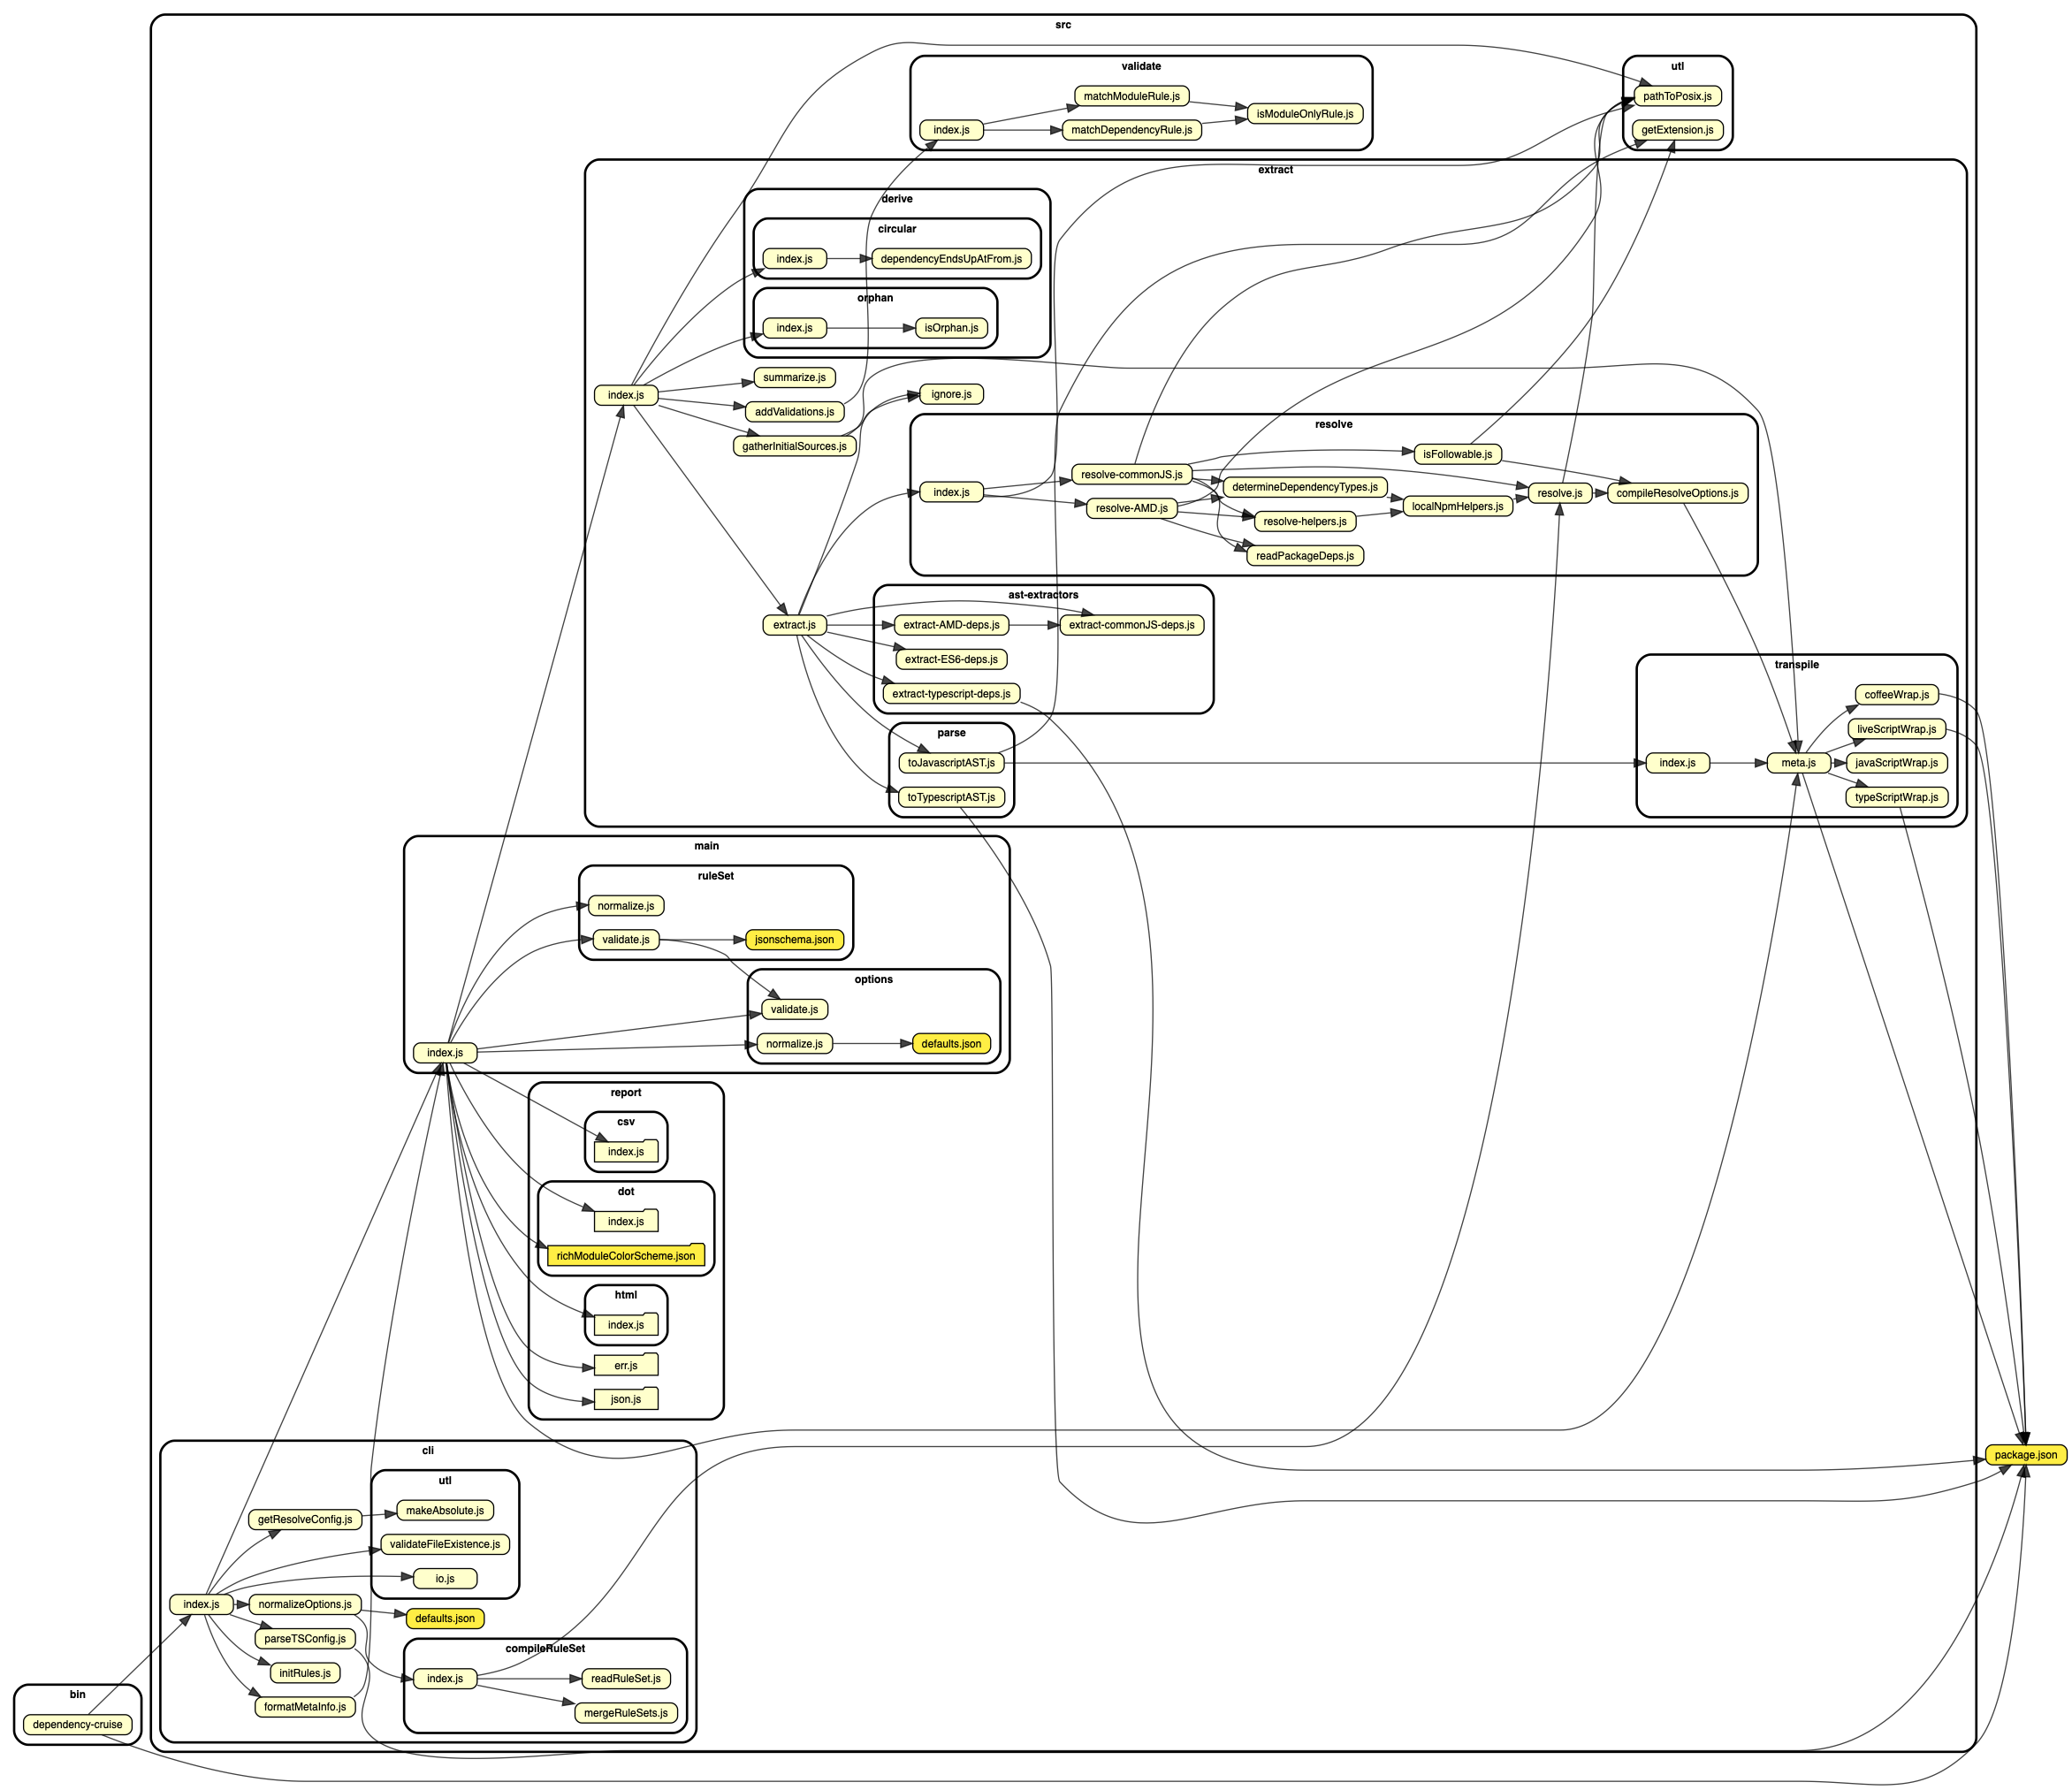 src
validate
matchModuleRule.js
isModuleOnlyRule.js
index.js
matchDependencyRule.js
utl
pathToPosix.js
getExtension.js
extract
derive
circular
index.js
dependencyEndsUpAtFrom.js
orphan
index.js
isOrphan.js
summarize.js
index.js
ignore.js
addValidations.js
gatherInitialSources.js
resolve
isFollowable.js
resolve-commonJS.js
determineDependencyTypes.js
index.js
resolve.js
compileResolveOptions.js
resolve-AMD.js
localNpmHelpers.js
resolve-helpers.js
readPackageDeps.js
ast-extractors
extract.js
extract-AMD-deps.js
extract-commonJS-deps.js
extract-ES6-deps.js
extract-typescript-deps.js
transpile
coffeeWrap.js
liveScriptWrap.js
index.js
meta.js
javaScriptWrap.js
typeScriptWrap.js
parse
toJavascriptAST.js
toTypescriptAST.js
main
ruleSet
normalize.js
validate.js
jsonschema.json
options
validate.js
index.js
normalize.js
defaults.json
report
csv
index.js
dot
index.js
richModuleColorScheme.json
html
index.js
err.js
json.js
package.json
cli
utl
makeAbsolute.js
getResolveConfig.js
validateFileExistence.js
io.js
index.js
normalizeOptions.js
defaults.json
parseTSConfig.js
compileRuleSet
initRules.js
index.js
readRuleSet.js
formatMetaInfo.js
mergeRuleSets.js
bin
dependency-cruise